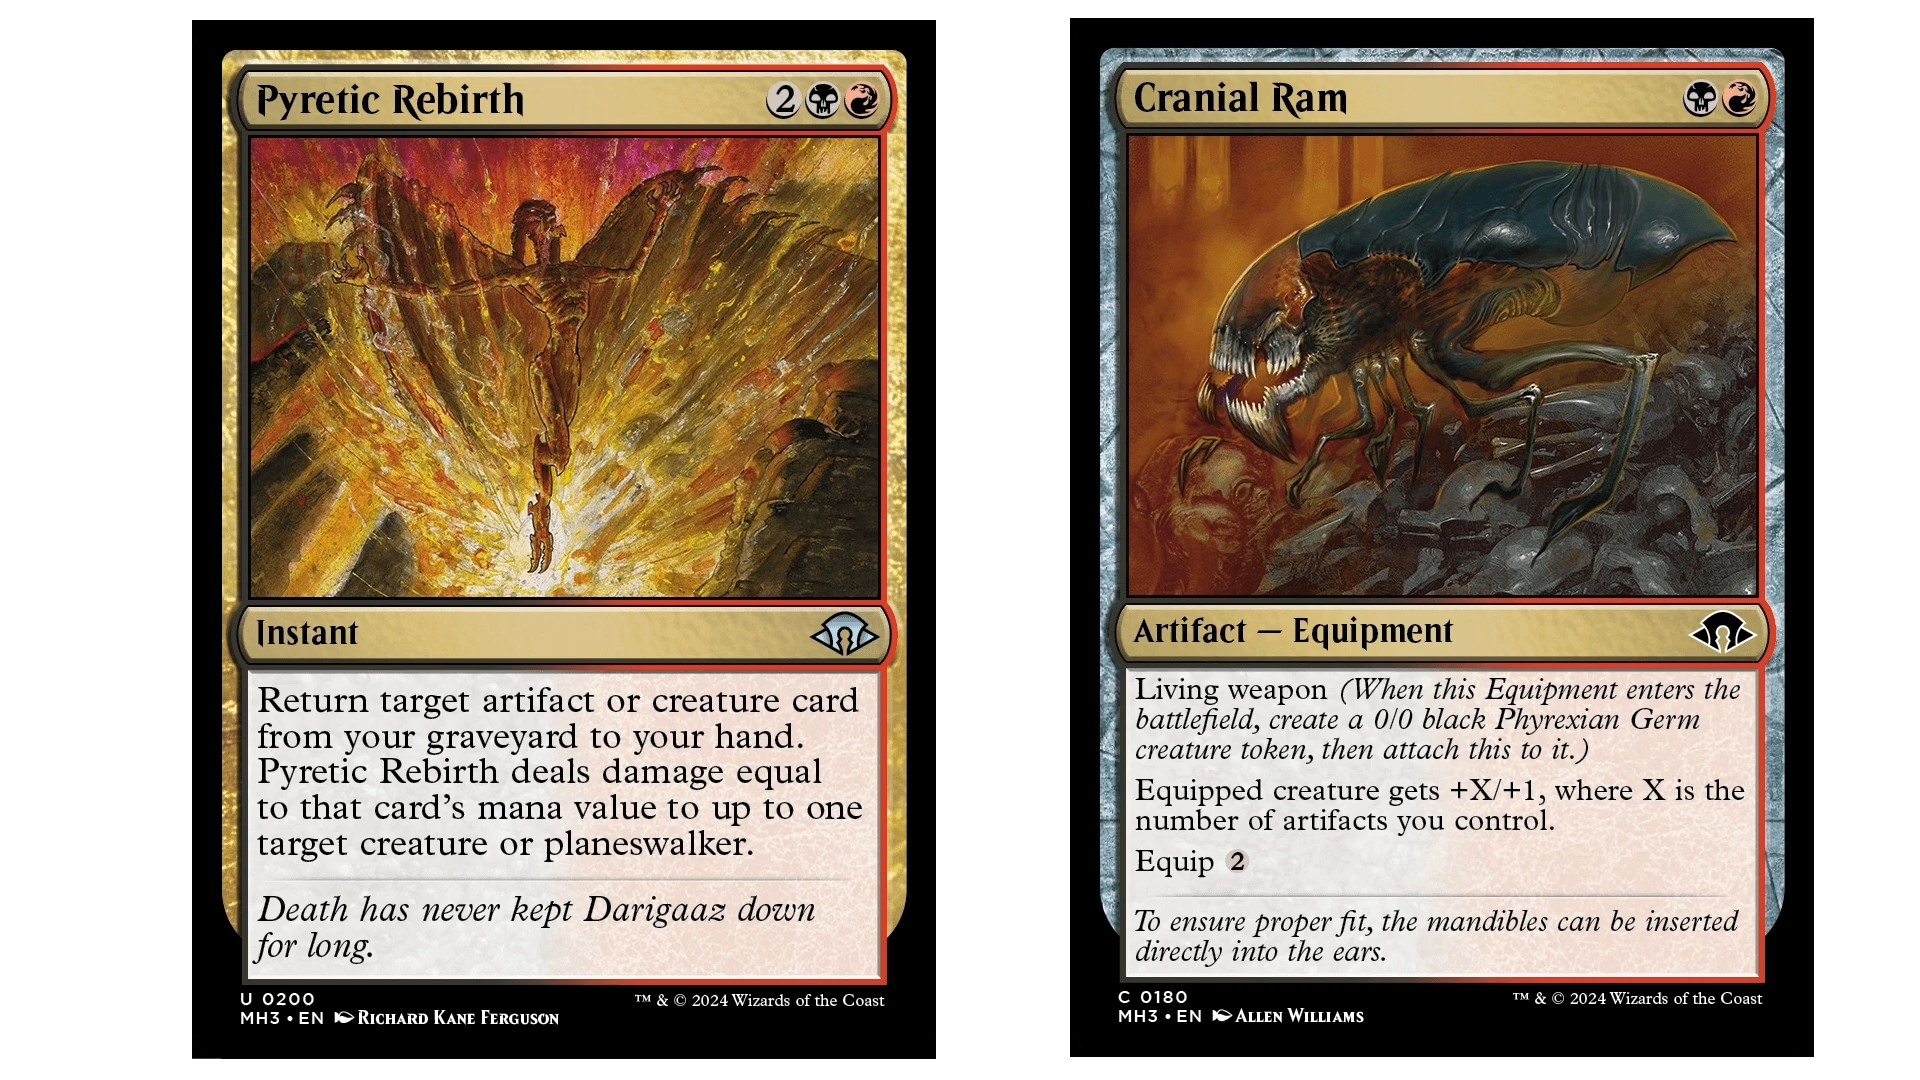 Pyretic Rebirth 2
Instant
Return target artifact or creature card
from your graveyard to your hand.
Pyretic Rebirth deals damage equal
to that card's mana value to up to one
target creature or planeswalker.
Death has never kept Darigaaz down
for long.
U 0200
MH3 • EN Richard Kane Ferguson
™ & © 2024 Wizards of the Coast
Cranial Ram
Artifact — Equipment
Living weapon (When this Equipment enters the
battlefield, create a 0/0 black Phyrexian Germ
creature token, then attach this to it.)
Equipped creature gets +X/+1, where X is the
number of artifacts you control.
Equip 2
To ensure proper fit, the mandibles can be inserted
directly into the ears.
C 0180
MH3 • EN Allen Williams
™ & © 2024 Wizards of the Coast